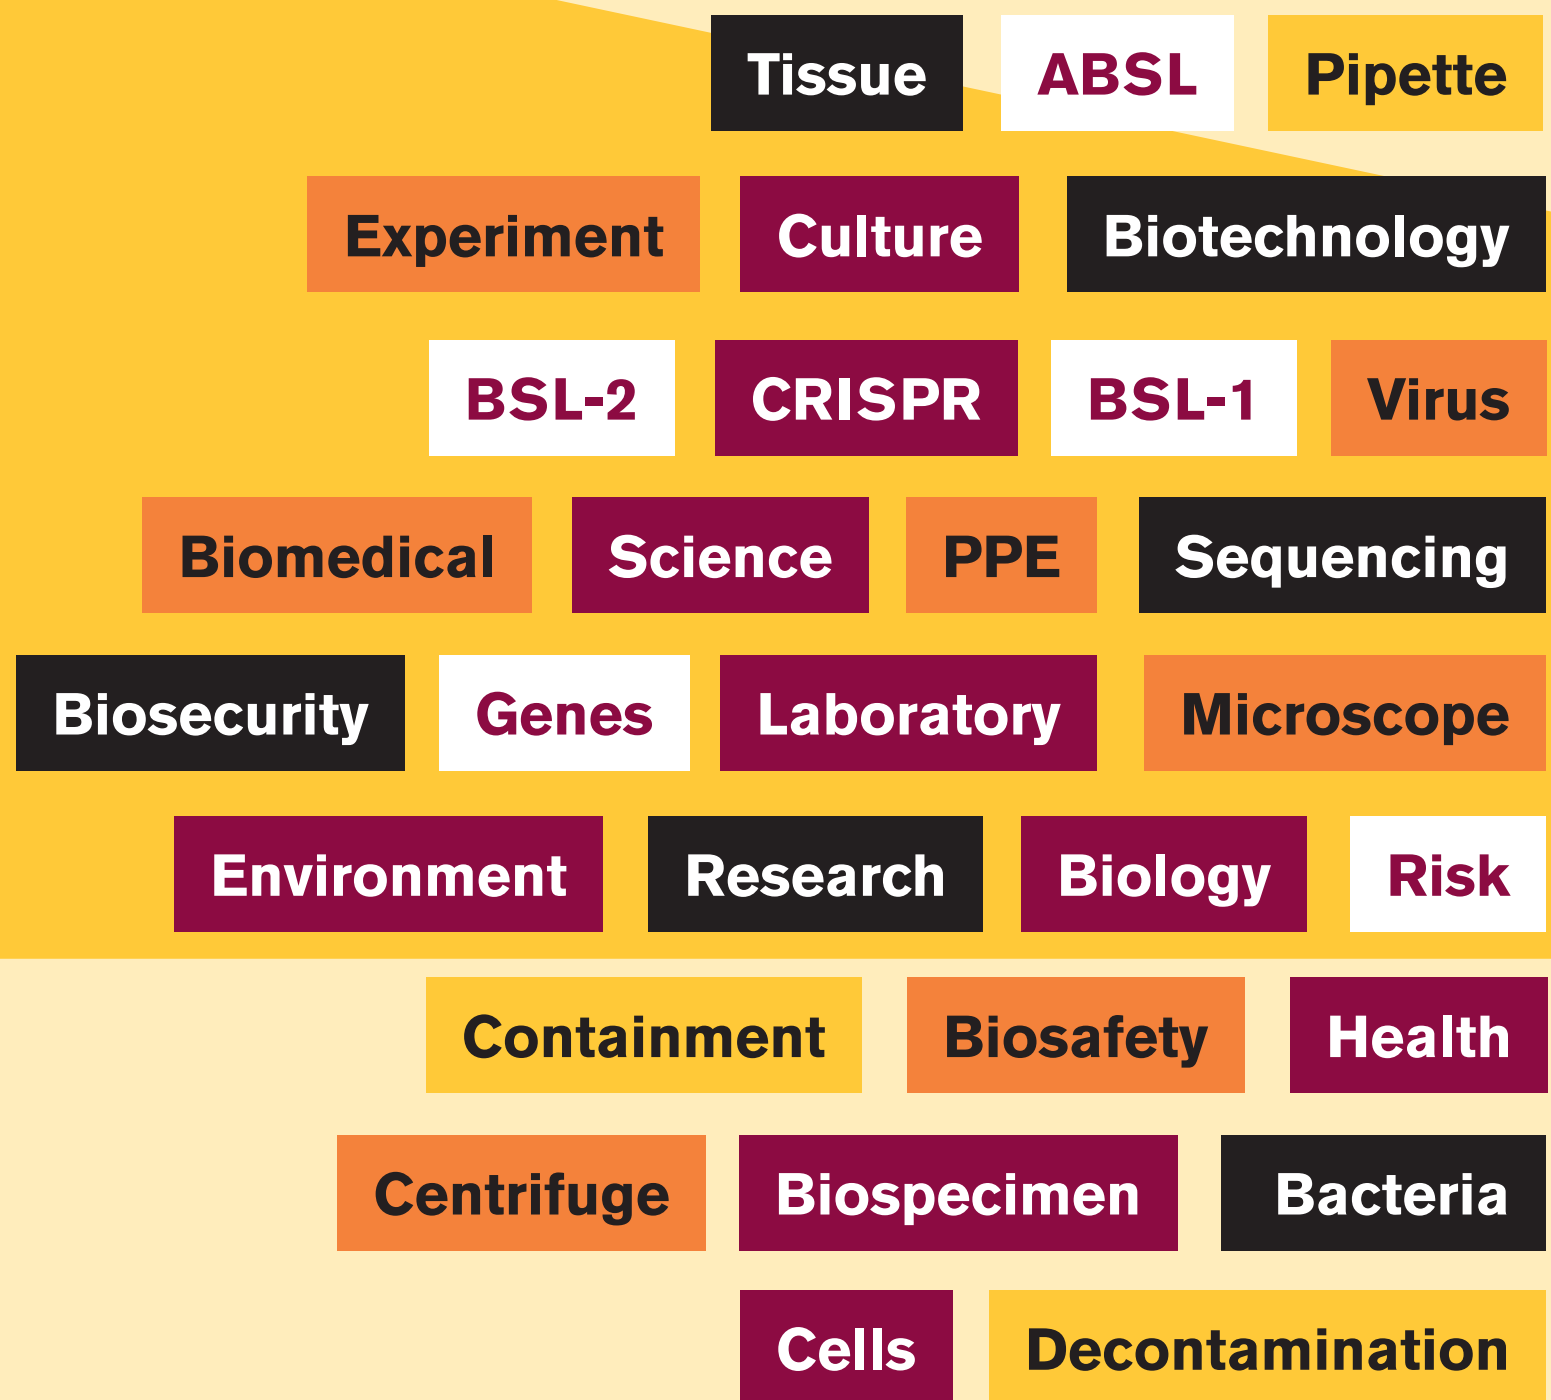 Tissue ABSL Pipette
Experiment Culture Biotechnology
BSL-2 CRISPR BSL-1 Virus
Biomedical Science PPE Sequencing
Biosecurity Genes Laboratory Microscope
Environment Research Biology Risk
Containment Biosafety Health
Centrifuge Biospecimen Bacteria
Cells Decontamination